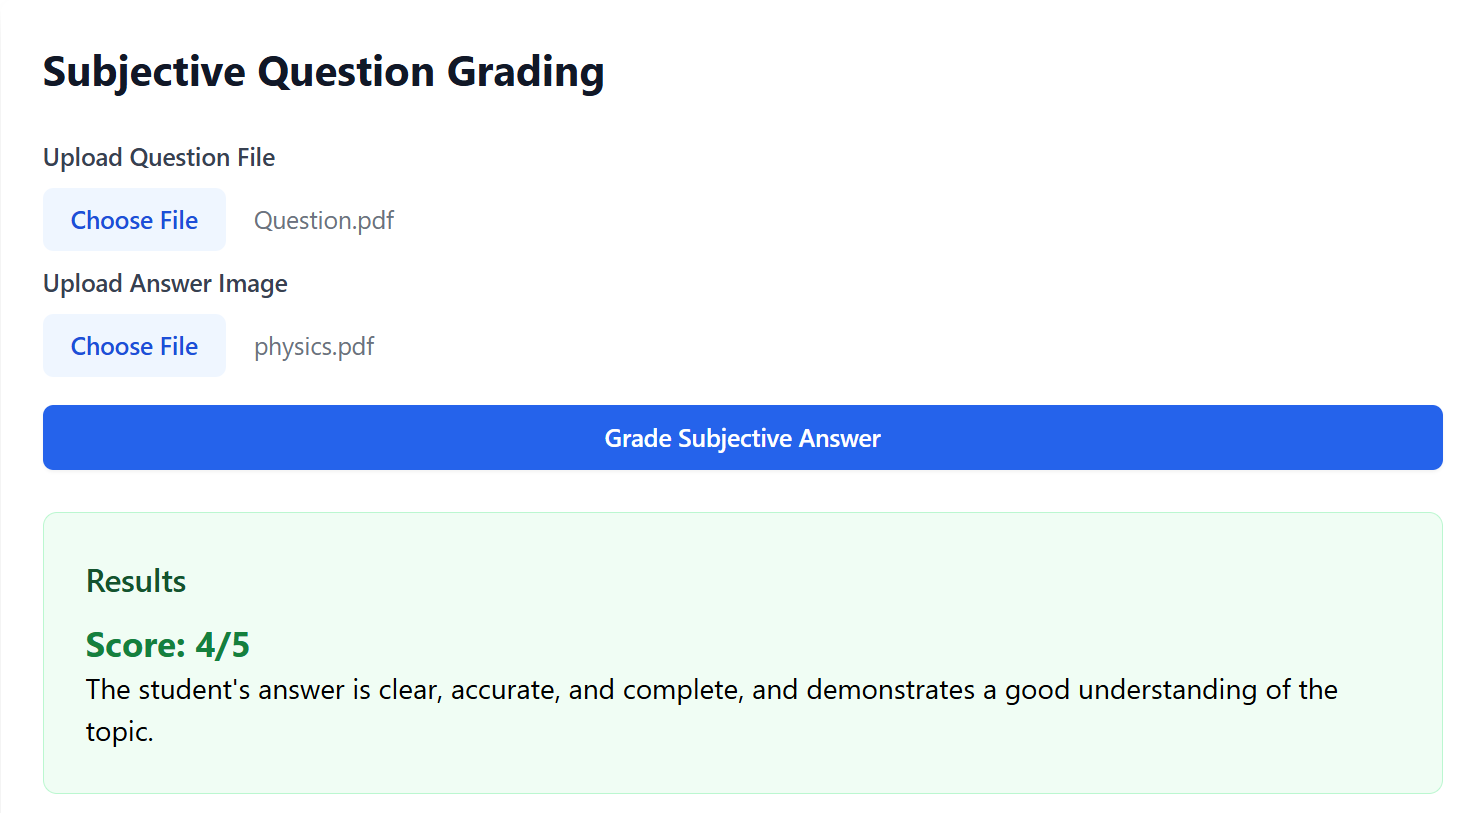 Subjective Question Grading
Upload Question File
Choose File Question.pdf
Upload Answer Image
Choose File physics.pdf
Grade Subjective Answer
Results
Score: 4/5
The student's answer is clear, accurate, and complete, and demonstrates a good understanding of the
topic.